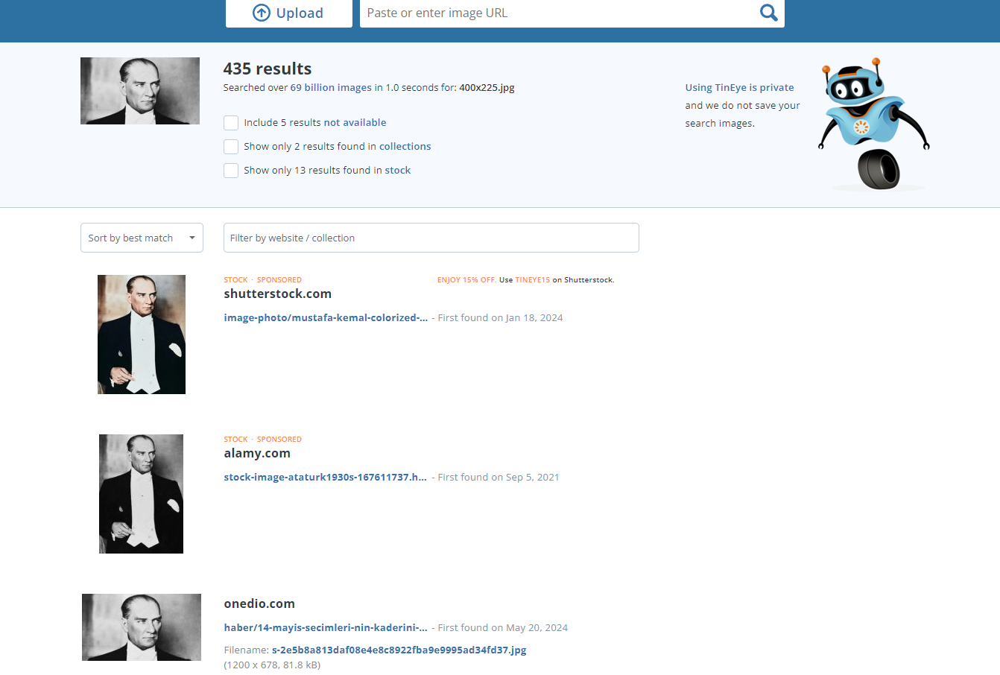 Upload
Paste or enter image URL
435 results
Searched over 69 billion images in 1.0 seconds for: 400x225.jpg
Include 5 results not available
Show only 2 results found in collections
Show only 13 results found in stock
Using TinEye is private
and we do not save your
search images.
Sort by best match
Filter by website / collection
STOCK · SPONSORED
ENJOY 15% OFF. Use TINEYE15 on Shutterstock.
shutterstock.com
image-photo/mustafa-kemal-colorized-... - First found on Jan 18, 2024
STOCK · SPONSORED
alamy.com
stock-image-ataturk1930s-167611737.h... - First found on Sep 5, 2021
onedio.com
haber/14-mayis-secimleri-nin-kaderini-... - First found on May 20, 2024
Filename: s-2e5b8a813daf08e4e8c8922fba9e9995ad34fd37.jpg
(1200 x 678, 81.8 kB)